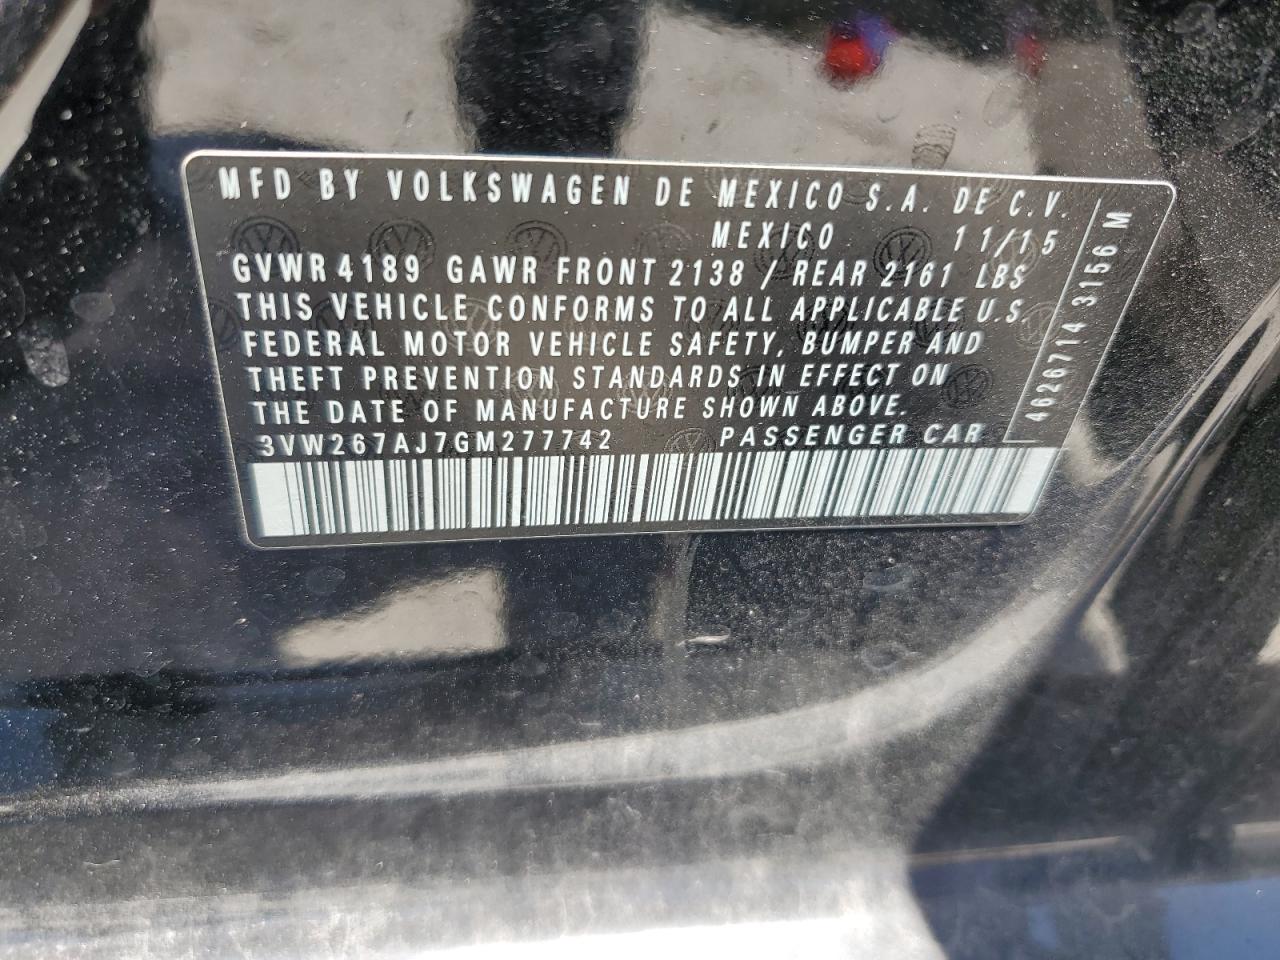 MFD BY VOLKSWAGEN DE MEXICO S.A. DE C.V.
MEXICO 11/15
GVWR 4189 GAWR FRONT 2138 / REAR 2161 LBS
THIS VEHICLE CONFORMS TO ALL APPLICABLE U.S.
FEDERAL MOTOR VEHICLE SAFETY, BUMPER AND
THEFT PREVENTION STANDARDS IN EFFECT ON
THE DATE OF MANUFACTURE SHOWN ABOVE.
3VW267AJ7GM277742 PASSENGER CAR
4626714 3156 M